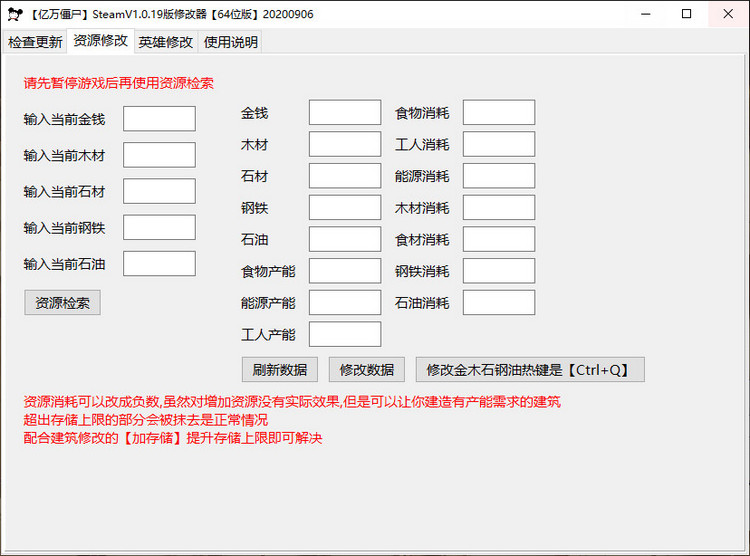 【亿万僵尸】SteamV1.0.19版修改器【64位版】20200906
检查更新 资源修改 英雄修改 使用说明
请先暂停游戏后再使用资源检索
输入当前金钱
输入当前木材
输入当前石材
输入当前钢铁
输入当前石油
资源检索
金钱 食物消耗
木材 工人消耗
石材 能源消耗
钢铁 木材消耗
石油 食材消耗
食物产能 钢铁消耗
能源产能 石油消耗
工人产能
刷新数据 修改数据 修改金木石钢油热键是【Ctrl+Q】
资源消耗可以改成负数,虽然对增加资源没有实际效果,但是可以让你建造有产能需求的建筑
超出存储上限的部分会被抹去是正常情况
配合建筑修改的【加存储】提升存储上限即可解决